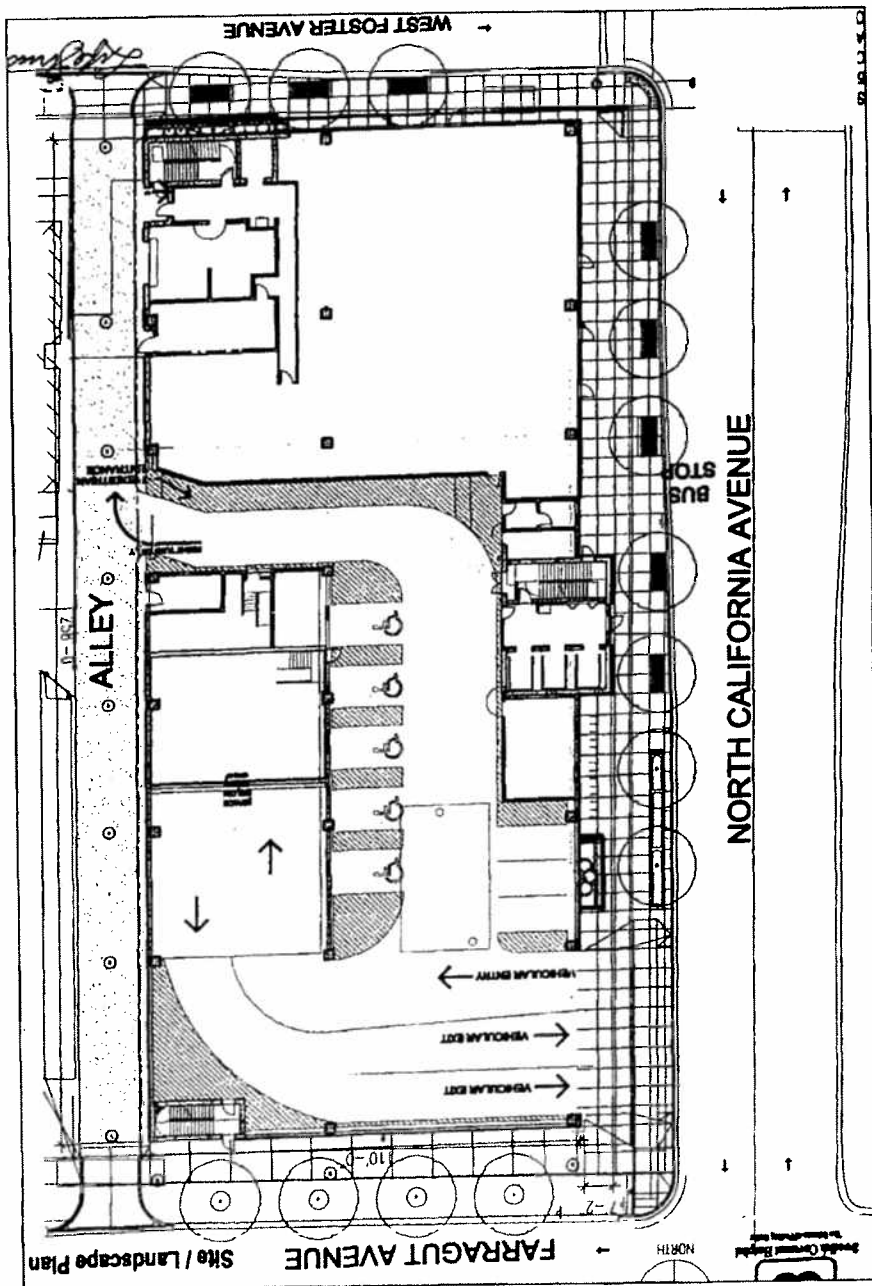 WEST FOSTER AVENUE
BUS
STOP
PEDESTRIAN
ENTRANCE
ALLEY
NORTH CALIFORNIA AVENUE
VEHICULAR ENTRY
VEHICULAR EXIT
VEHICULAR EXIT
110'-0"
FARRAGUT AVENUE
Site / Landscape Plan
NORTH
Swedish Covenant Hospital